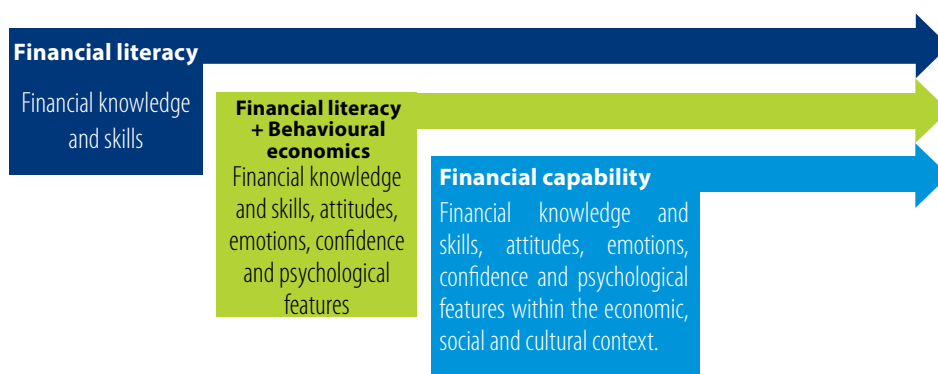 Financial literacy
Financial knowledge
and skills
Financial literacy
+ Behavioural
economics
Financial knowledge
and skills, attitudes,
emotions, confidence
and psychological
features
Financial capability
Financial knowledge and
skills, attitudes, emotions,
confidence and psychological
features within the economic,
social and cultural context.